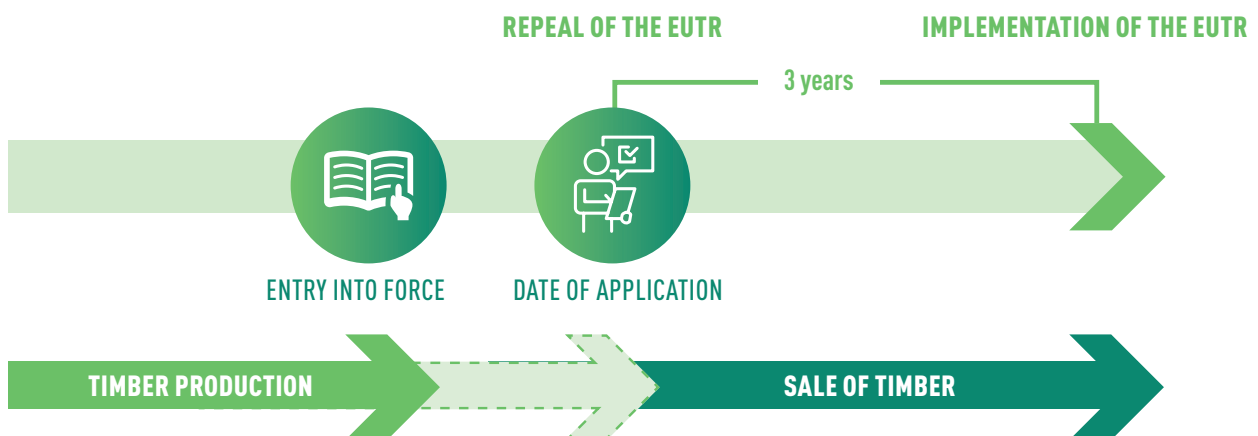 REPEAL OF THE EUTR
IMPLEMENTATION OF THE EUTR
3 years
ENTRY INTO FORCE
DATE OF APPLICATION
TIMBER PRODUCTION
SALE OF TIMBER